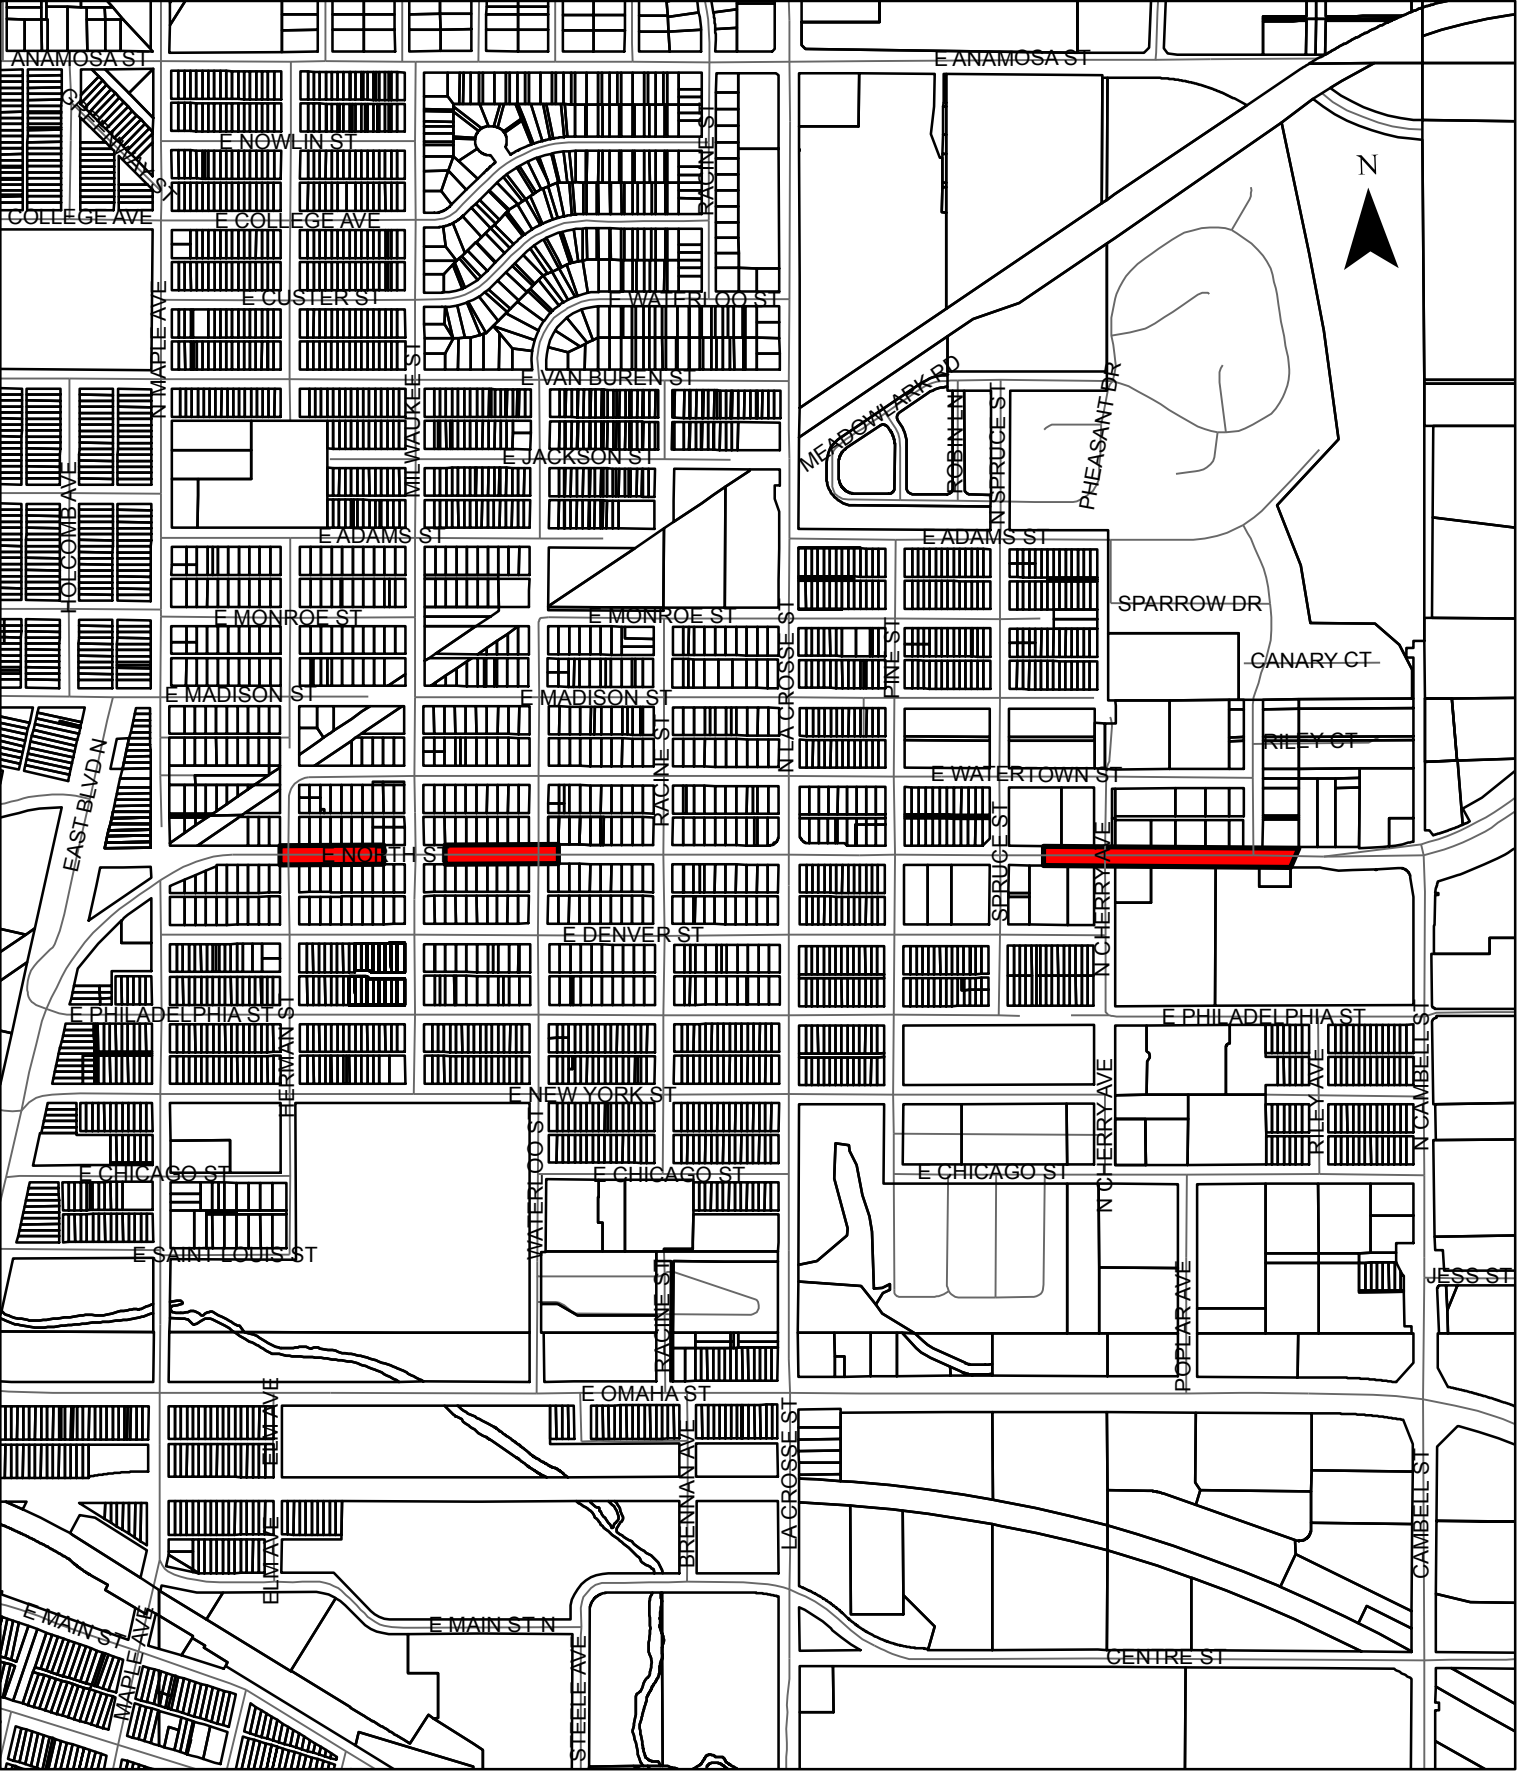 ANAMOSA ST
E ANAMOSA ST
GREENWAY ST
E NOWLIN ST
RACINE ST
N
COLLEGE AVE
E COLLEGE AVE
E CUSTER ST
E WATERLOO ST
N MAPLE AVE
MILWAUKEE ST
E VAN BUREN ST
MEADOWLARK RD
ROBIN LN
N SPRUCE ST
PHEASANT DR
E JACKSON ST
HOLCOMB AVE
E ADAMS ST
E ADAMS ST
SPARROW DR
E MONROE ST
E MONROE ST
N LA CROSSE ST
PINE ST
CANARY CT
E MADISON ST
E MADISON ST
RACINE ST
RILEY CT
EAST BLVD N
E WATERTOWN ST
SPRUCE ST
N CHERRY AVE
E NORTH ST
E DENVER ST
HERMAN ST
E PHILADELPHIA ST
E PHILADELPHIA ST
N CAMBELL ST
RILEY AVE
N CHERRY AVE
E NEW YORK ST
WATERLOO ST
E CHICAGO ST
E CHICAGO ST
E CHICAGO ST
E SAINT LOUIS ST
RACINE ST
POPLAR AVE
JESS ST
E OMAHA ST
ELM AVE
BRENNAN AVE
LA CROSSE ST
CAMBELL ST
ELM AVE
E MAIN ST
MAPLE AVE
E MAIN ST N
STEELE AVE
CENTRE ST